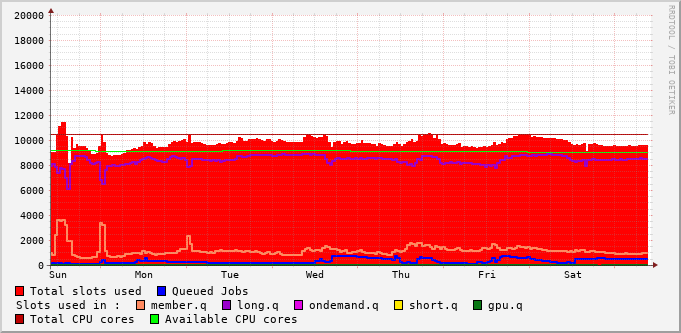 20000
18000
16000
14000
12000
10000
8000
6000
4000
2000
0
Sun Mon Tue Wed Thu Fri Sat
Total slots used Queued Jobs
Slots used in : member.q long.q ondemand.q short.q gpu.q
Total CPU cores Available CPU cores
RRDTOOL / TOBI OETIKER